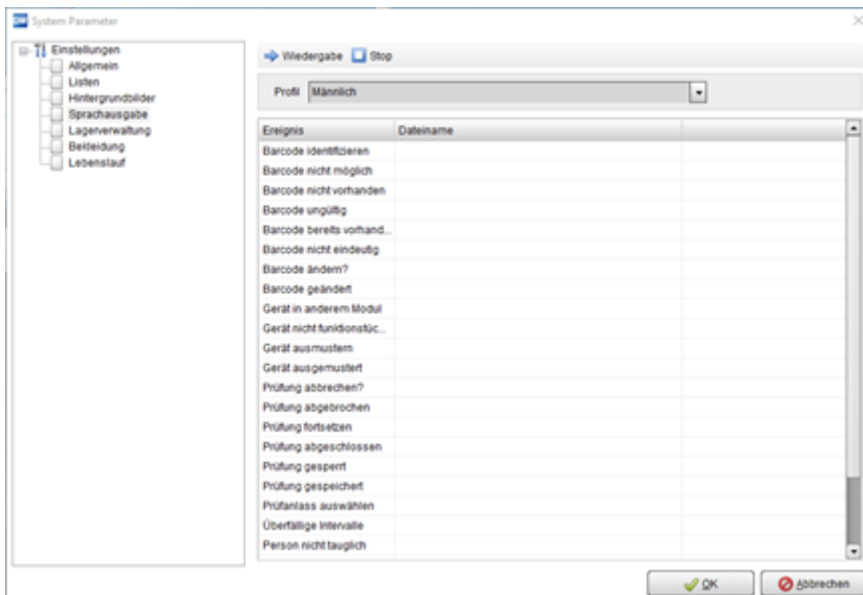 System Parameter
Einstellungen
Allgemein
Listen
Hintergrundbilder
Sprachausgabe
Lagerverwaltung
Bekleidung
Lebenslauf
Wiedergabe Stop
Profil Männlich
Ereignis Dateiname
Barcode identifizieren
Barcode nicht möglich
Barcode nicht vorhanden
Barcode ungültig
Barcode bereits vorhand...
Barcode nicht eindeutig
Barcode ändern?
Barcode geändert
Gerät in anderem Modul
Gerät nicht funktionstüc...
Gerät ausmustern
Gerät ausgemustert
Prüfung abbrechen?
Prüfung abgebrochen
Prüfung fortsetzen
Prüfung abgeschlossen
Prüfung gesperrt
Prüfung gespeichert
Prüfanlass auswählen
Überfällige Intervalle
Person nicht tauglich
OK Abbrechen